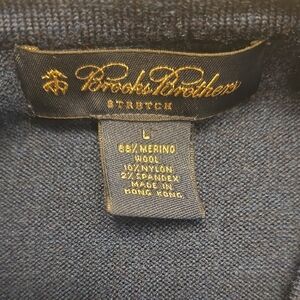 Brooks Brothers
STRETCH
L
88% MERINO
WOOL
10% NYLON
2% SPANDEX
MADE IN
HONG KONG